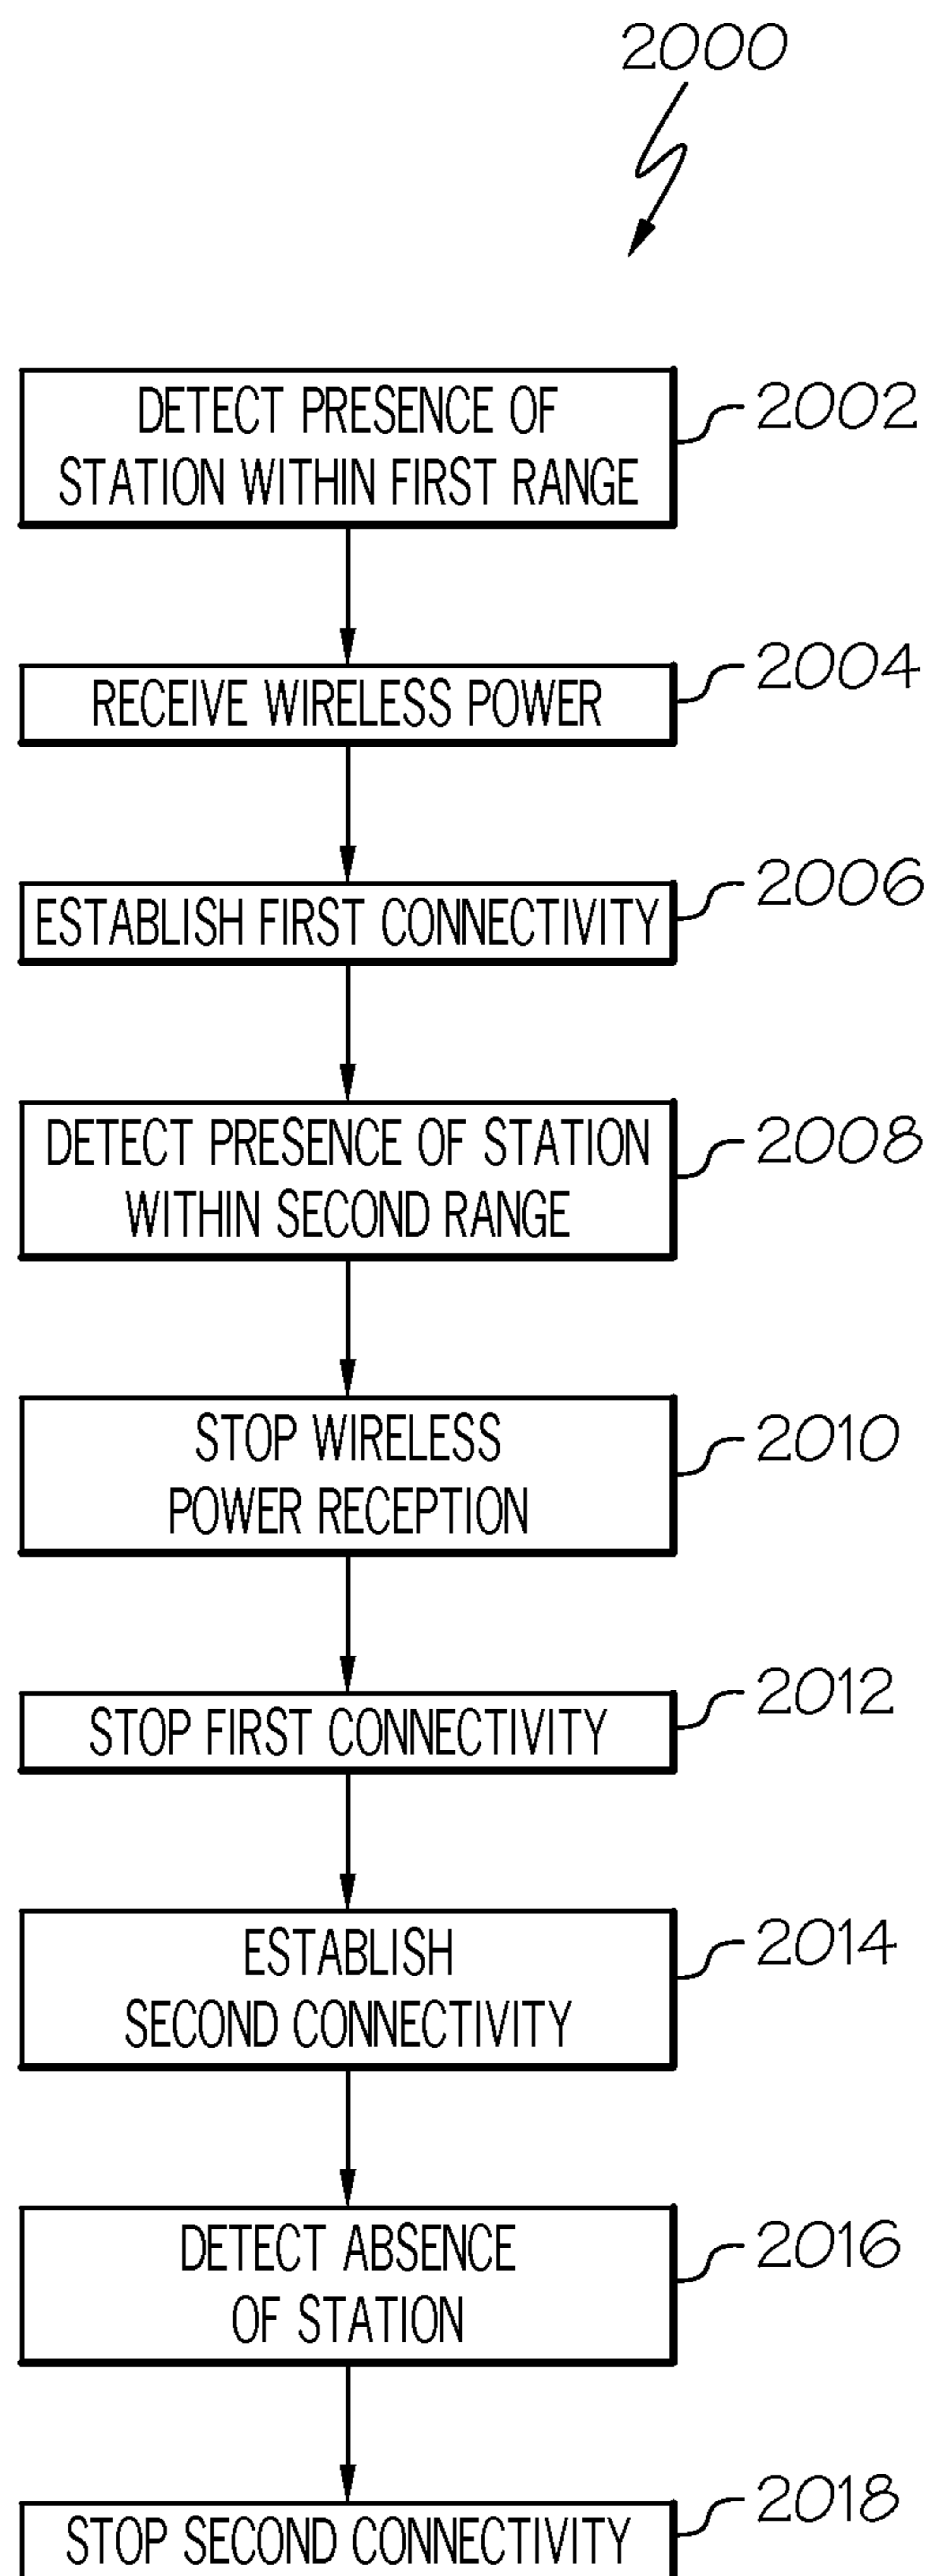 2000
DETECT PRESENCE OF
STATION WITHIN FIRST RANGE
2002
RECEIVE WIRELESS POWER
2004
ESTABLISH FIRST CONNECTIVITY
2006
DETECT PRESENCE OF STATION
WITHIN SECOND RANGE
2008
STOP WIRELESS
POWER RECEPTION
2010
STOP FIRST CONNECTIVITY
2012
ESTABLISH
SECOND CONNECTIVITY
2014
DETECT ABSENCE
OF STATION
2016
STOP SECOND CONNECTIVITY
2018